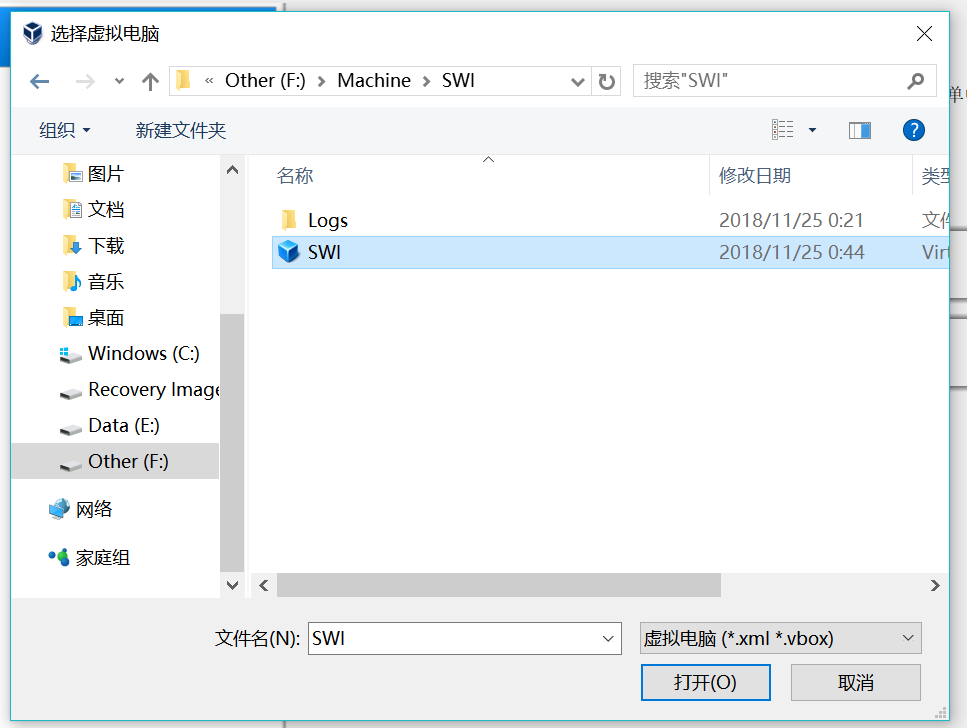 选择虚拟电脑
« Other (F:) › Machine › SWI
搜索"SWI"
单
组织
新建文件夹
?
名称
修改日期
类型
图片
文档
下载
音乐
桌面
Windows (C:)
Recovery Image
Data (E:)
Other (F:)
网络
家庭组
Logs
2018/11/25 0:21
文件
SWI
2018/11/25 0:44
Virt
文件名(N):
SWI
虚拟电脑 (*.xml *.vbox)
打开(O)
取消